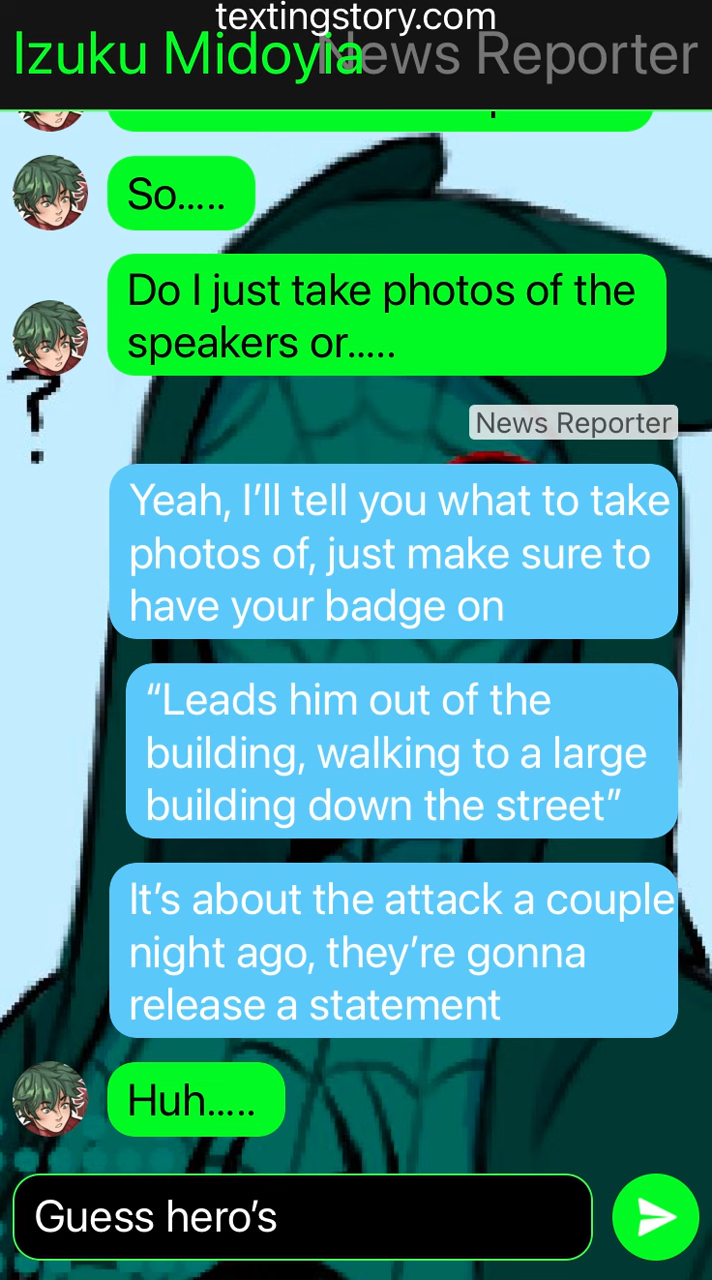 textingstory.com
Izuku Midoyia News Reporter
So.....
Do I just take photos of the
speakers or.....
?
News Reporter
Yeah, I’ll tell you what to take
photos of, just make sure to
have your badge on
“Leads him out of the
building, walking to a large
building down the street”
It’s about the attack a couple
night ago, they’re gonna
release a statement
Huh.....
Guess hero’s